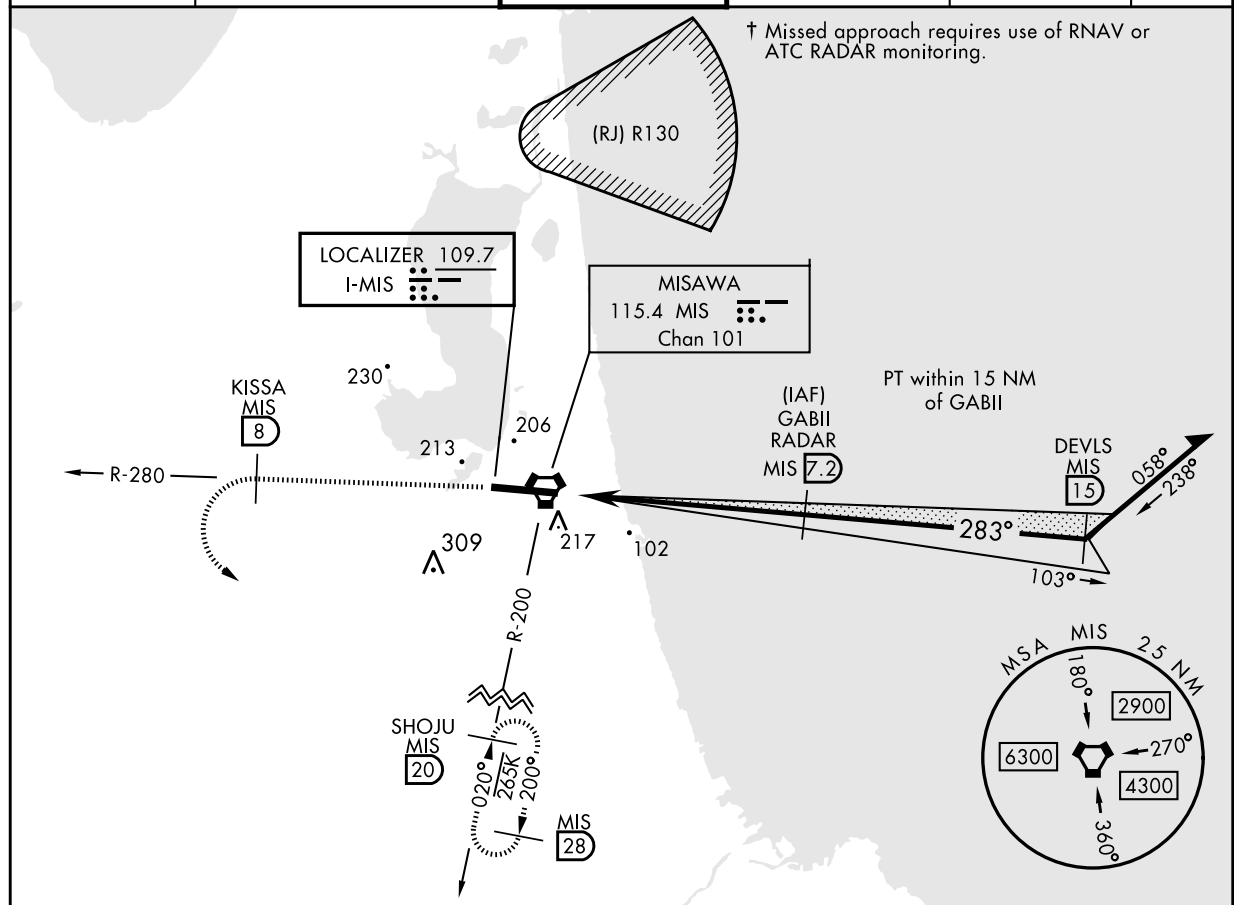 † Missed approach requires use of RNAV or
ATC RADAR monitoring.
(RJ) R130
LOCALIZER 109.7
I-MIS
MISAWA
115.4 MIS
Chan 101
230
KISSA
MIS
8
206
213
R-280
309
217
102
(IAF)
GABII
RADAR
MIS 7.2
PT within 15 NM
of GABII
DEVLS
MIS
15
058°
238°
283°
103°
R-200
SHOJU
MIS
20
020°
265K
200°
MIS
28
MSA MIS 25 NM
180°
2900
270°
6300
4300
360°